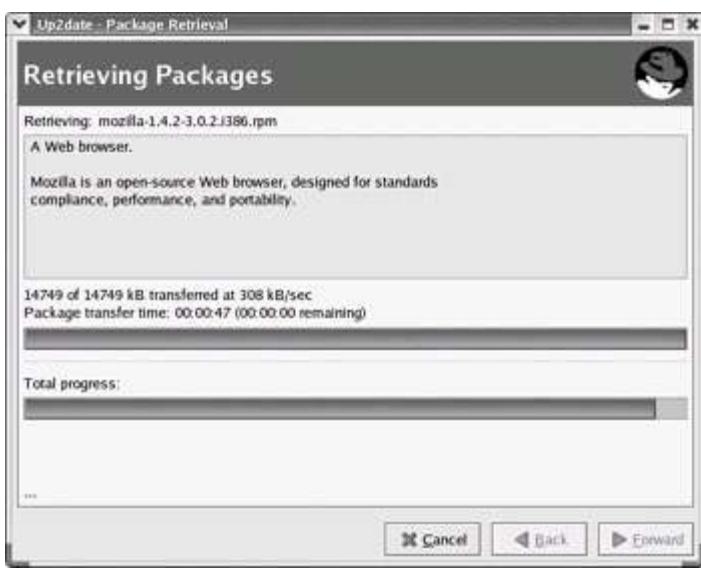 Up2date - Package Retrieval
Retrieving Packages
Retrieving: mozilla-1.4.2-3.0.2.i386.rpm
A Web browser.
Mozilla is an open-source Web browser, designed for standards
compliance, performance, and portability.
14749 of 14749 kB transferred at 308 kB/sec
Package transfer time: 00:00:47 (00:00:00 remaining)
Total progress:
...
Cancel Back Forward